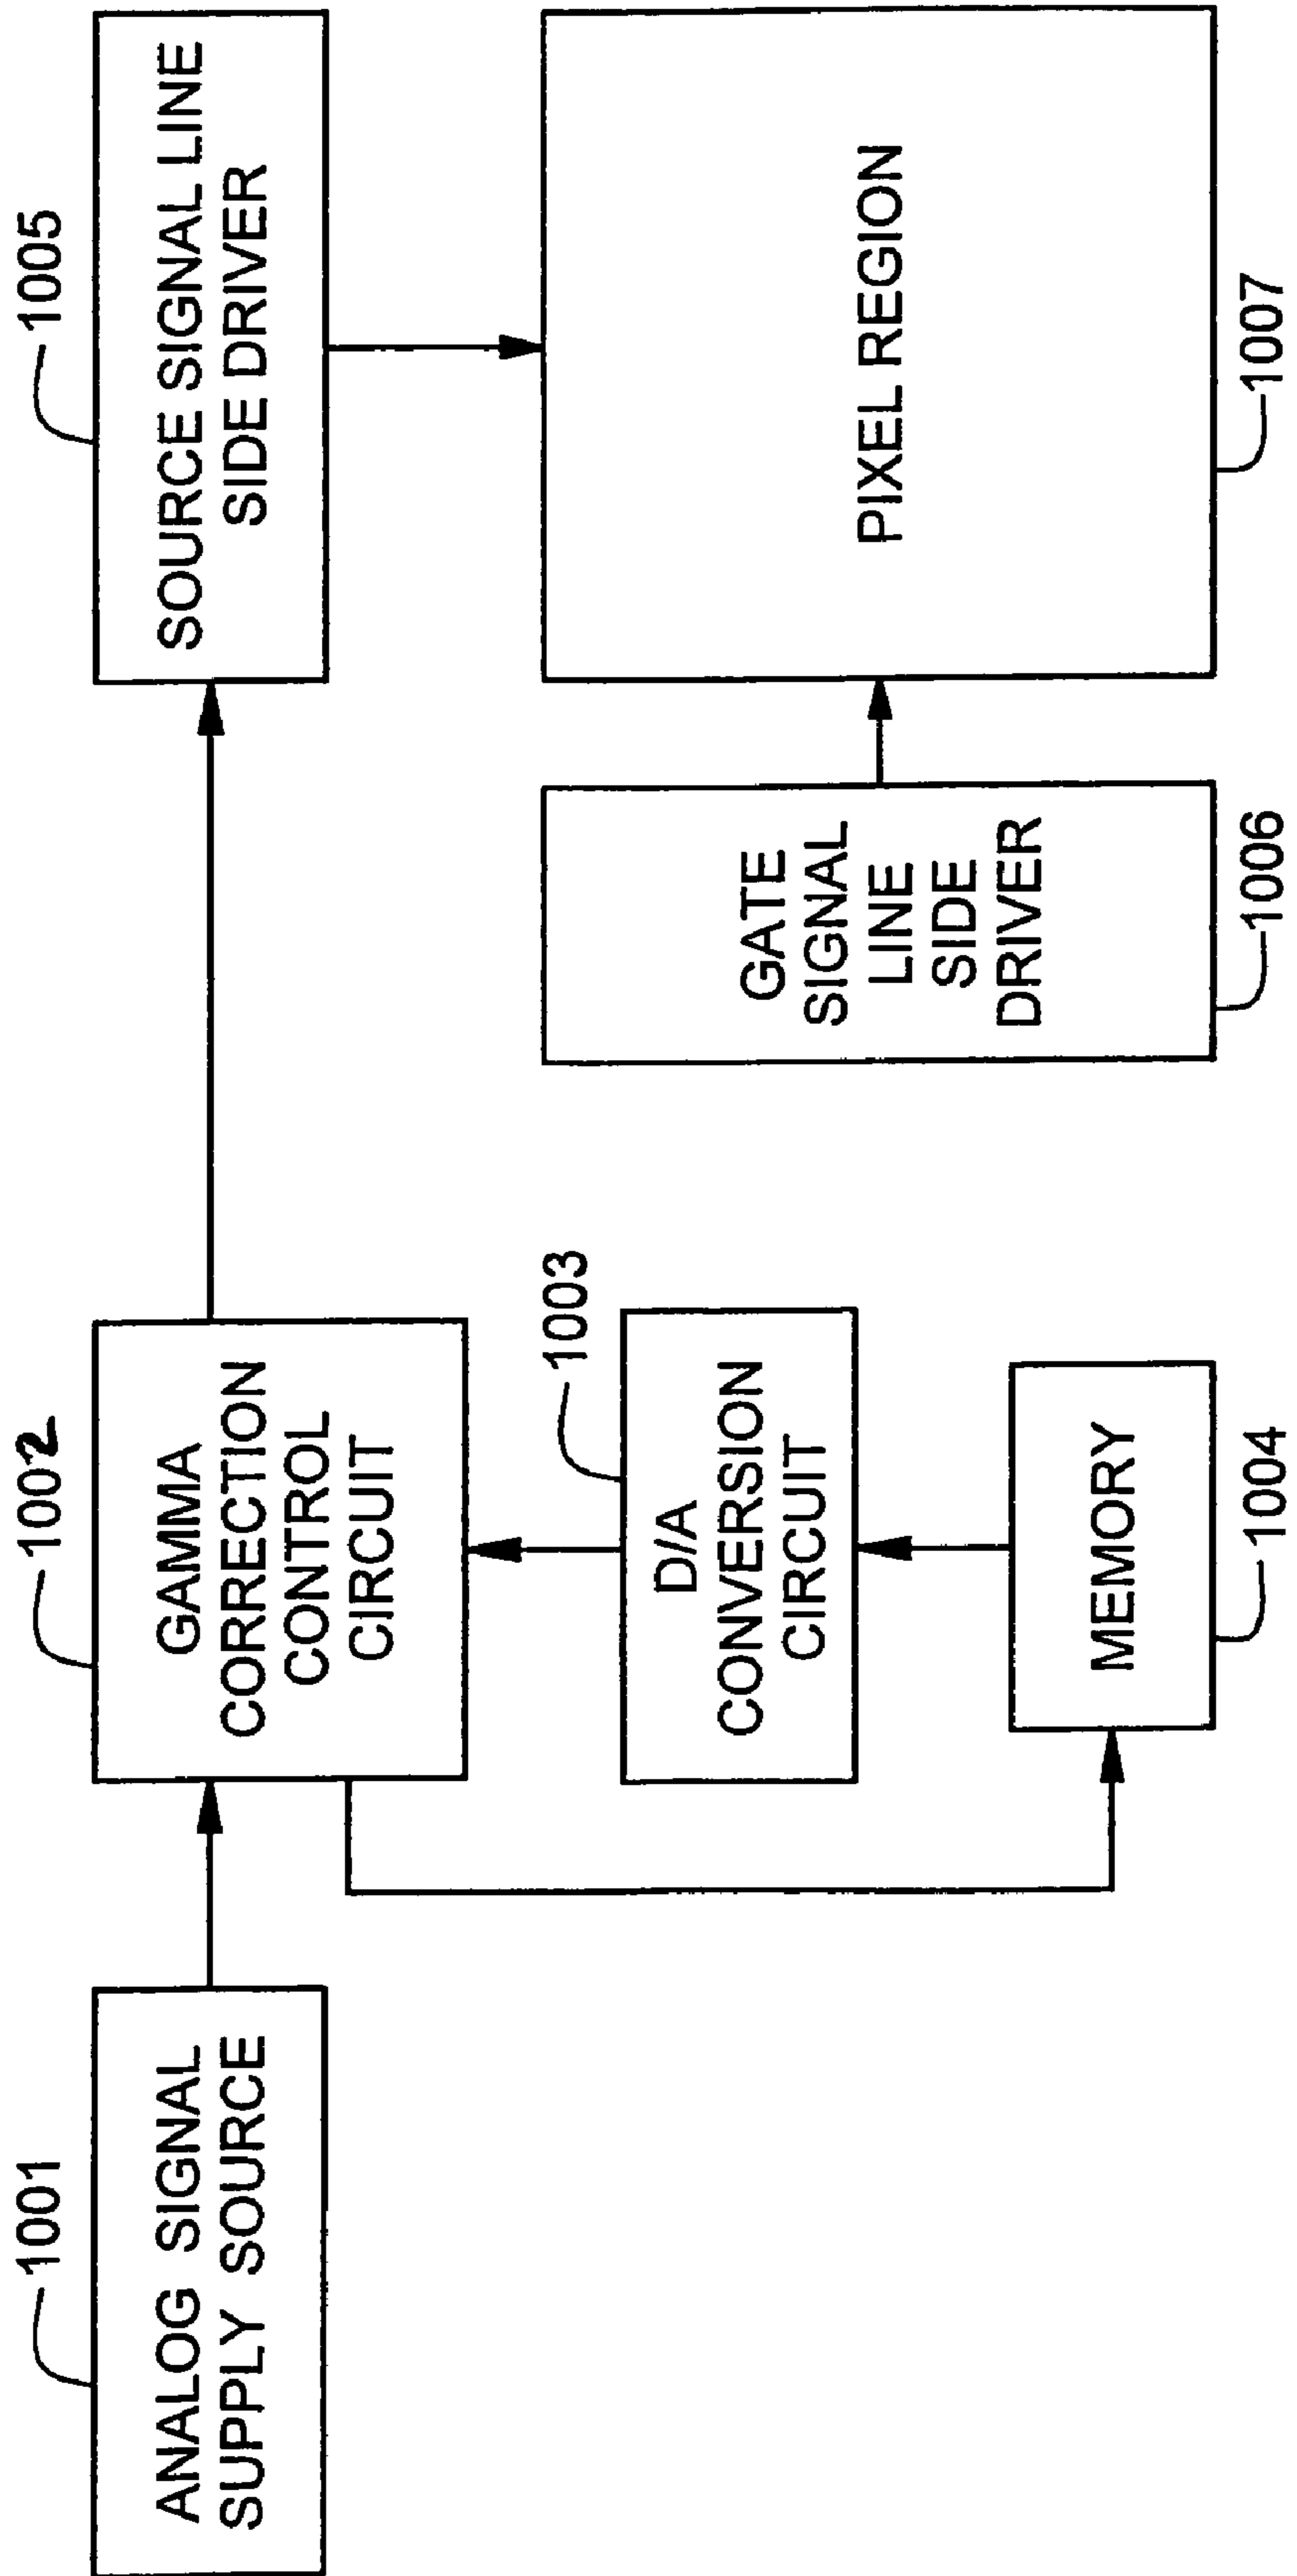 1001
ANALOG SIGNAL
SUPPLY SOURCE
1002
GAMMA
CORRECTION
CONTROL
CIRCUIT
1003
D/A
CONVERSION
CIRCUIT
MEMORY
1004
1005
SOURCE SIGNAL LINE
SIDE DRIVER
GATE
SIGNAL
LINE
SIDE
DRIVER
1006
PIXEL REGION
1007